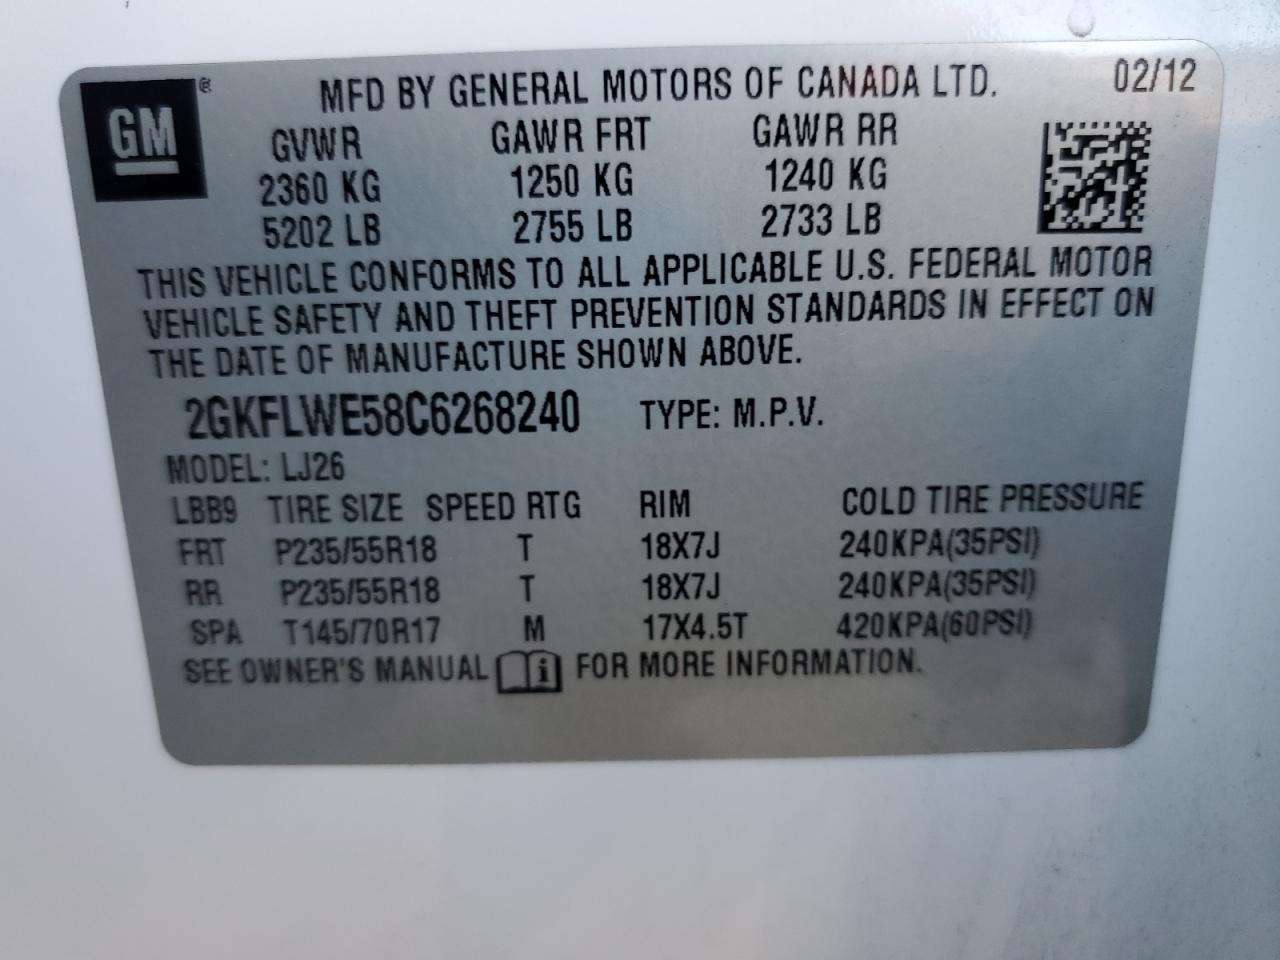 GM®
MFD BY GENERAL MOTORS OF CANADA LTD. 02/12
GVWR GAWR FRT GAWR RR
2360 KG 1250 KG 1240 KG
5202 LB 2755 LB 2733 LB
THIS VEHICLE CONFORMS TO ALL APPLICABLE U.S. FEDERAL MOTOR
VEHICLE SAFETY AND THEFT PREVENTION STANDARDS IN EFFECT ON
THE DATE OF MANUFACTURE SHOWN ABOVE.
2GKFLWE58C6268240 TYPE: M.P.V.
MODEL: LJ26
LBB9 TIRE SIZE SPEED RTG RIM COLD TIRE PRESSURE
FRT P235/55R18 T 18X7J 240KPA(35PSI)
RR P235/55R18 T 18X7J 240KPA(35PSI)
SPA T145/70R17 M 17X4.5T 420KPA(60PSI)
SEE OWNER'S MANUAL i FOR MORE INFORMATION.